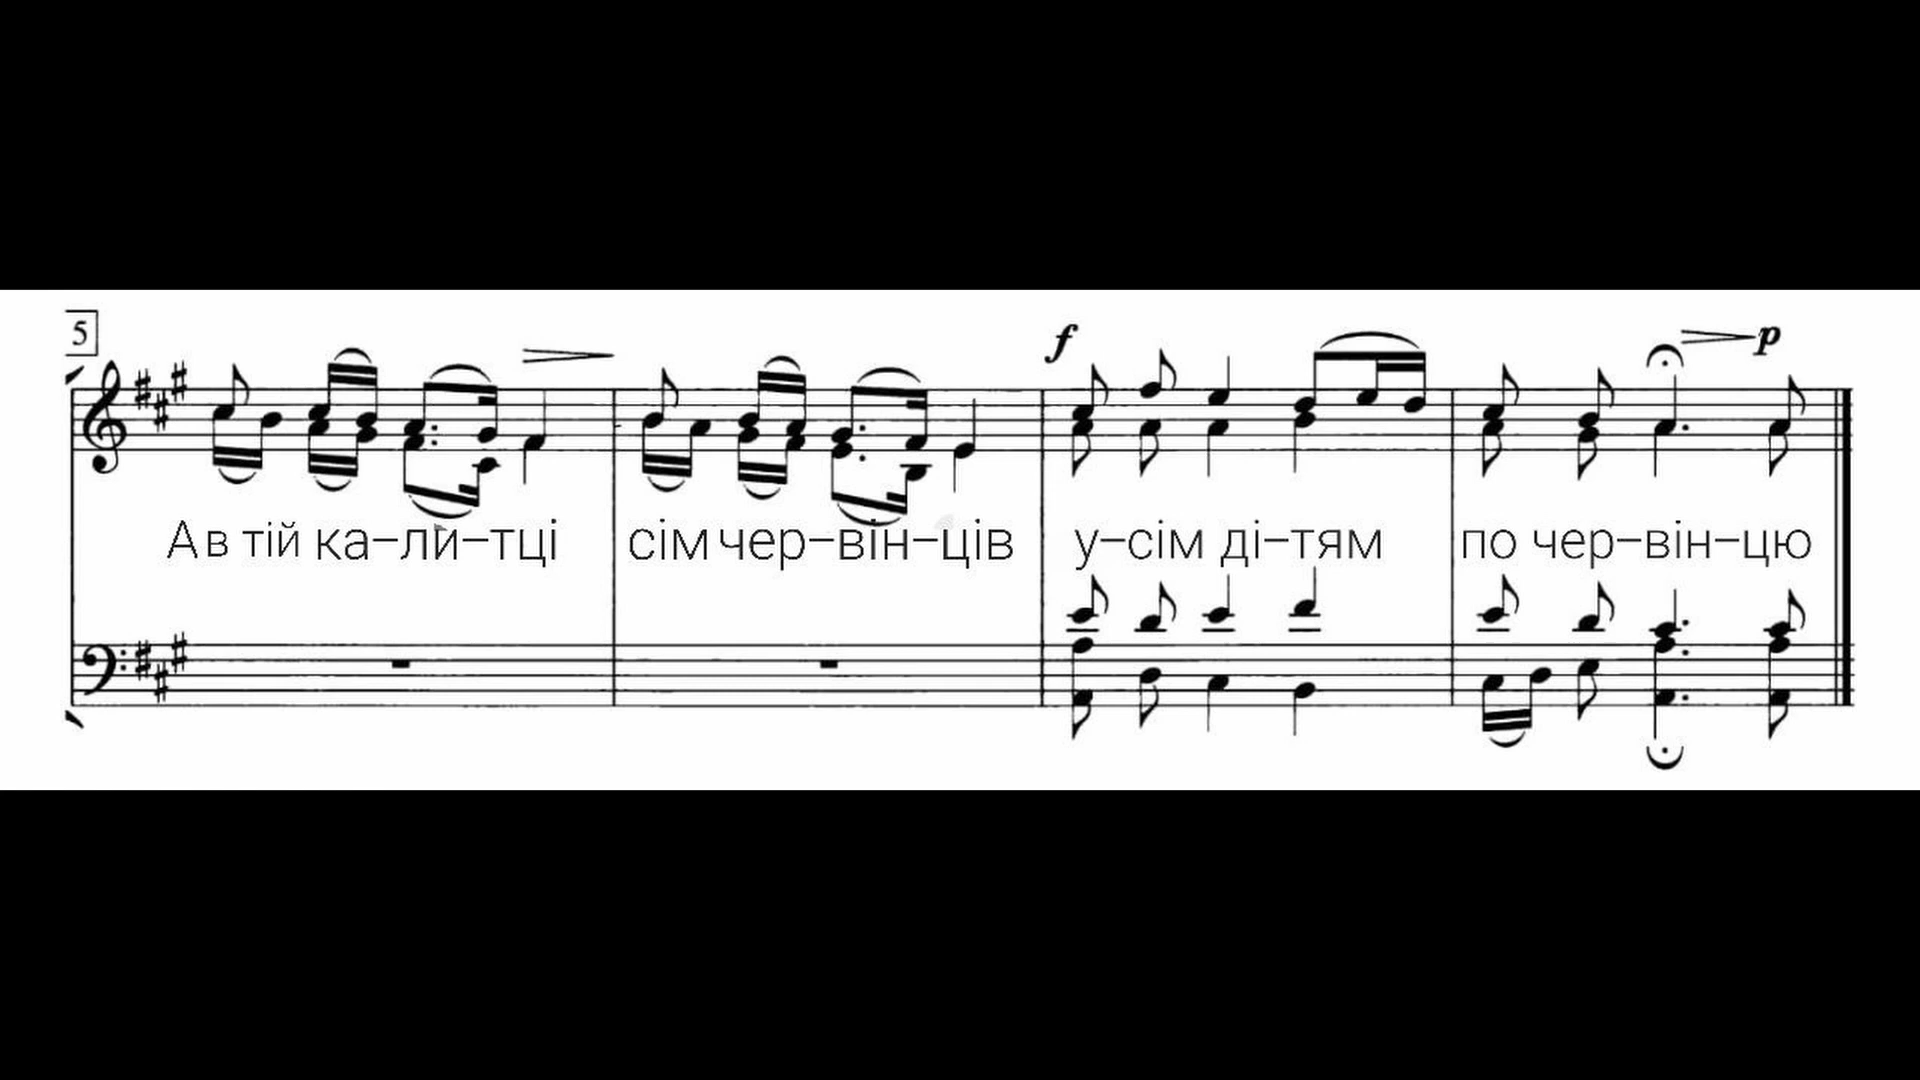 5
f p
А в тій ка–ли–тці сім чер–він–ців у–сім ді–тям по чер–він–цю